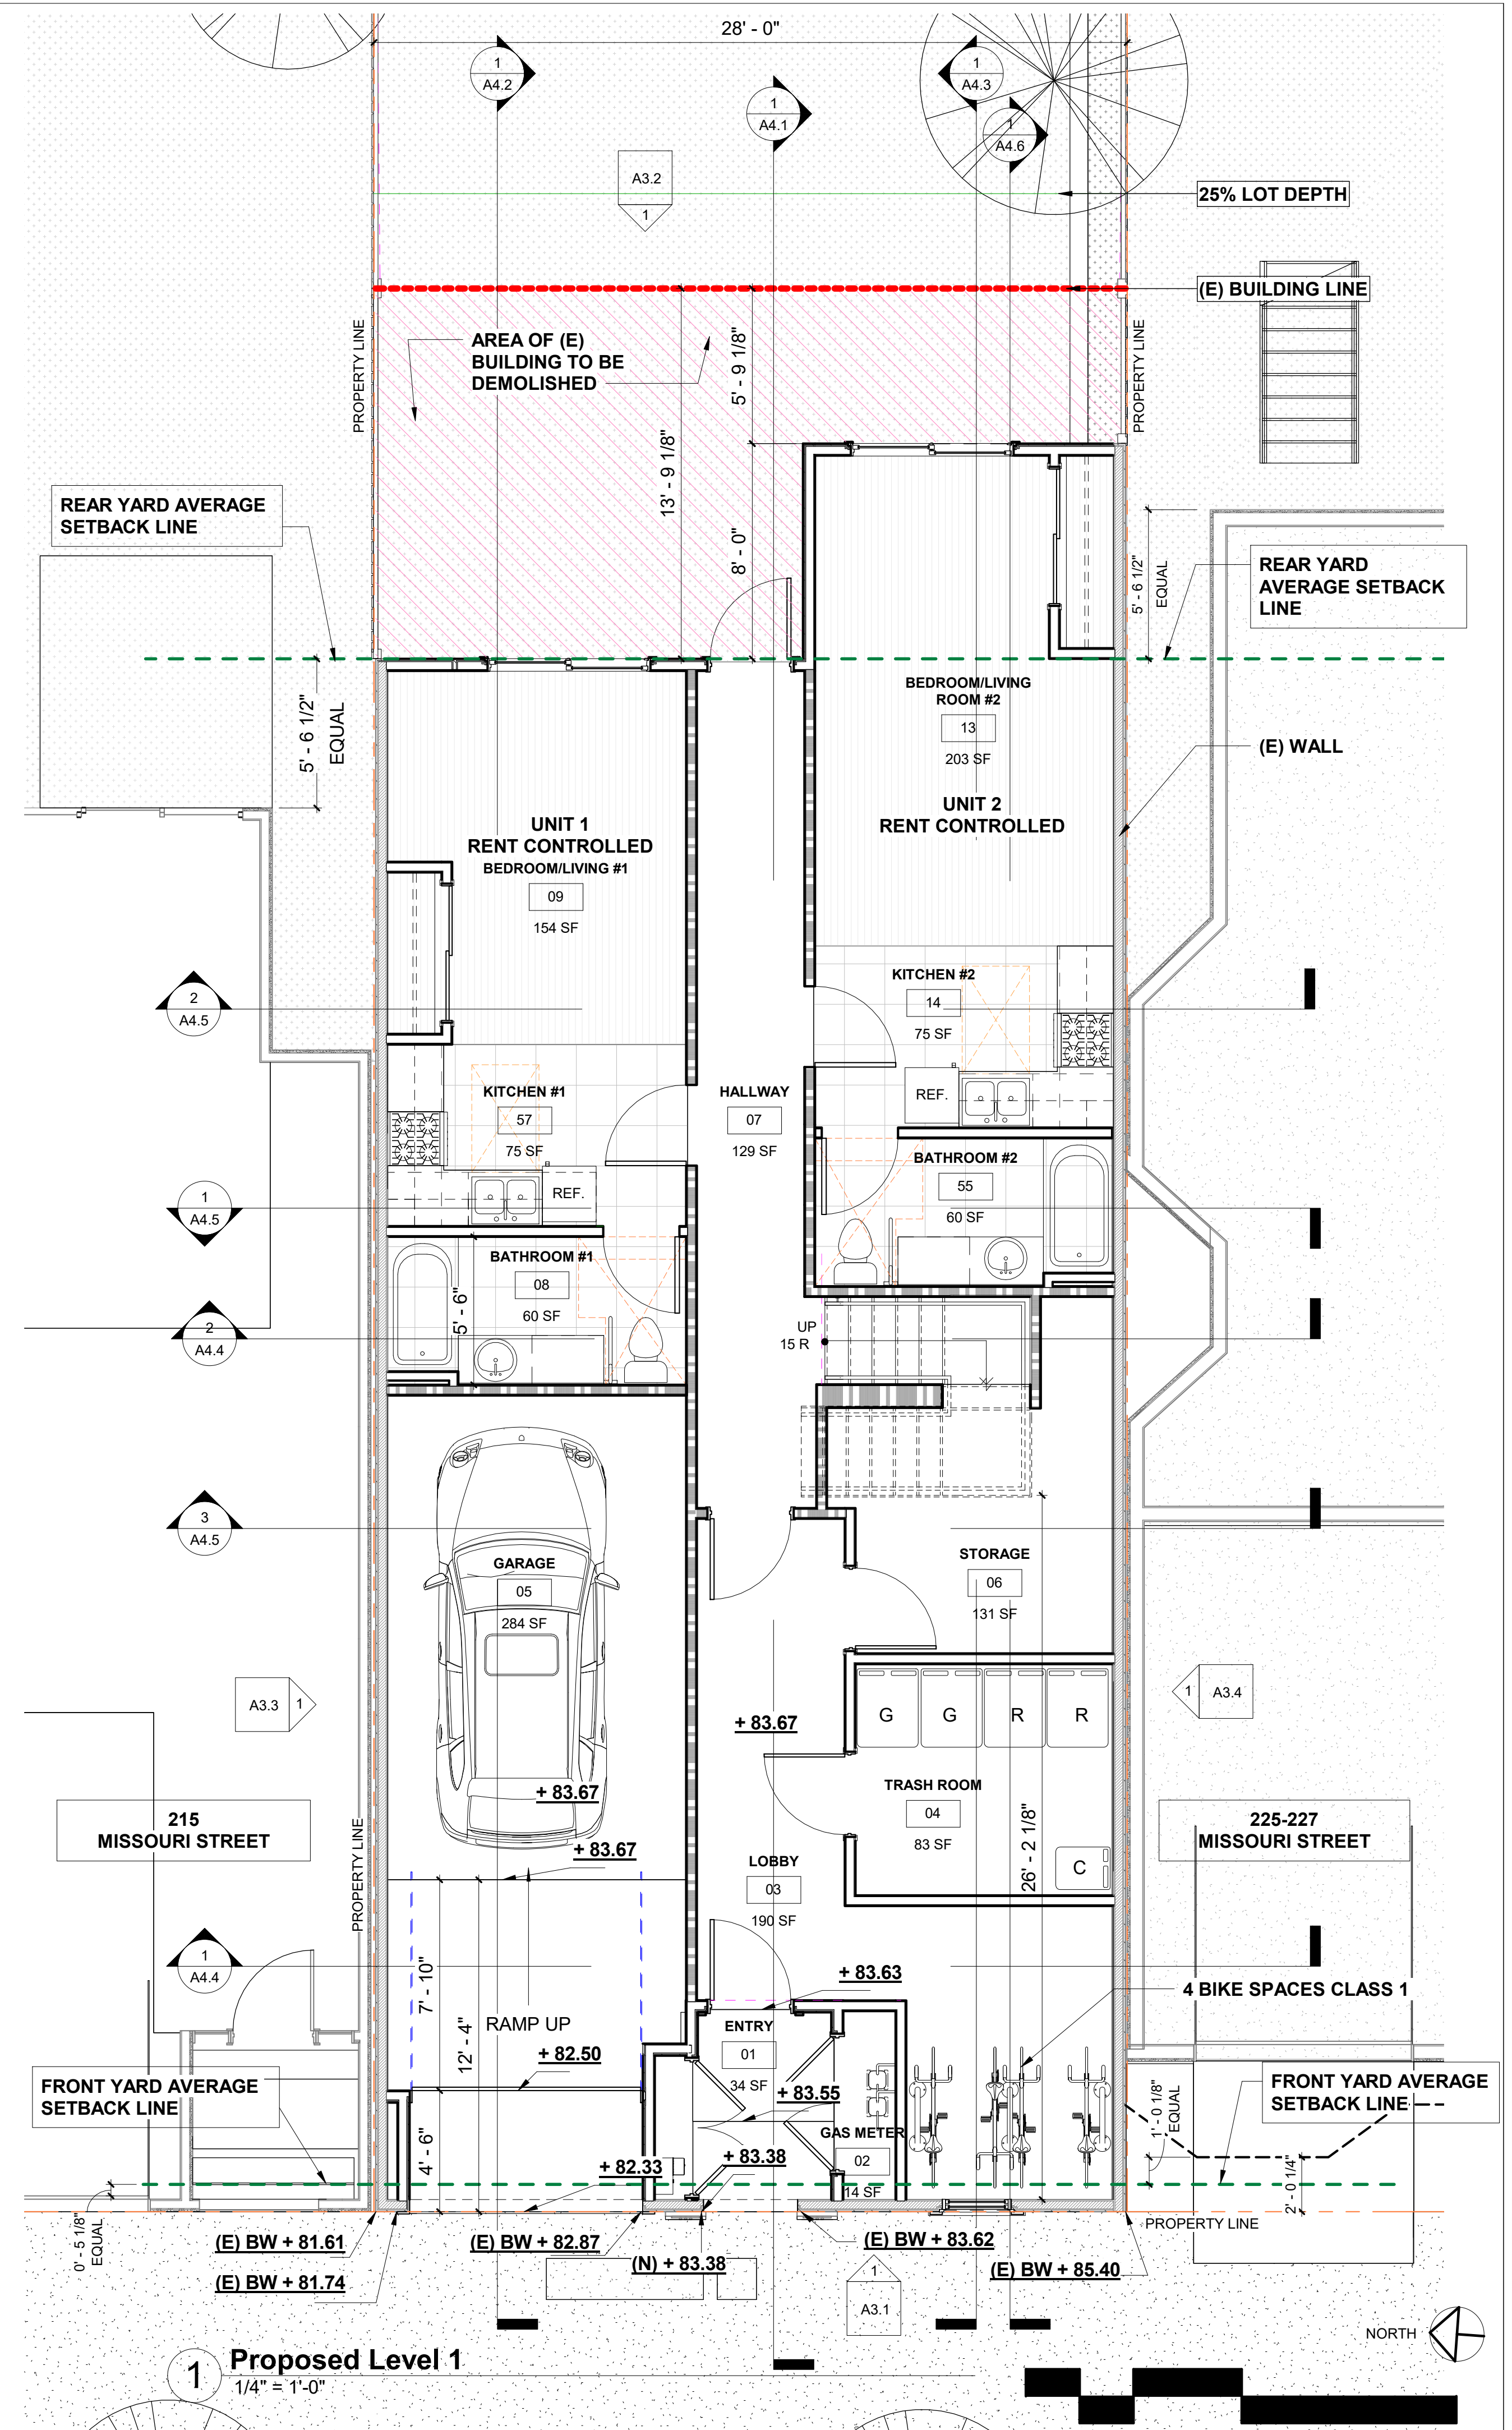 28' - 0"
1
A4.2
1
A4.3
1
A4.1
1
A4.6
A3.2
1
25% LOT DEPTH
(E) BUILDING LINE
PROPERTY LINE
PROPERTY LINE
AREA OF (E)
BUILDING TO BE
DEMOLISHED
5' - 9 1/8"
13' - 9 1/8"
8' - 0"
REAR YARD AVERAGE
SETBACK LINE
5' - 6 1/2"
EQUAL
REAR YARD
AVERAGE SETBACK
LINE
5' - 6 1/2"
EQUAL
BEDROOM/LIVING
ROOM #2
13
203 SF
(E) WALL
UNIT 2
RENT CONTROLLED
UNIT 1
RENT CONTROLLED
BEDROOM/LIVING #1
09
154 SF
2
A4.5
KITCHEN #2
14
75 SF
REF.
KITCHEN #1
57
75 SF
REF.
HALLWAY
07
129 SF
BATHROOM #2
55
60 SF
1
A4.5
BATHROOM #1
08
60 SF
5' - 6"
2
A4.4
UP
15 R
3
A4.5
GARAGE
05
284 SF
STORAGE
06
131 SF
A3.3
1
1
A3.4
G
G
R
R
+ 83.67
+ 83.67
TRASH ROOM
04
83 SF
C
215
MISSOURI STREET
225-227
MISSOURI STREET
+ 83.67
26' - 2 1/8"
LOBBY
03
190 SF
PROPERTY LINE
1
A4.4
7' - 10"
12' - 4"
RAMP UP
+ 83.63
4 BIKE SPACES CLASS 1
ENTRY
01
34 SF
+ 82.50
+ 83.55
FRONT YARD AVERAGE
SETBACK LINE
FRONT YARD AVERAGE
SETBACK LINE
1' - 0 1/8"
EQUAL
4' - 6"
GAS METER
02
14 SF
+ 83.38
+ 82.33
2' - 0 1/4"
0' - 5 1/8"
EQUAL
PROPERTY LINE
(E) BW + 81.61
(E) BW + 82.87
(E) BW + 83.62
(N) + 83.38
(E) BW + 85.40
(E) BW + 81.74
1
A3.1
NORTH
1
Proposed Level 1
1/4" = 1'-0"